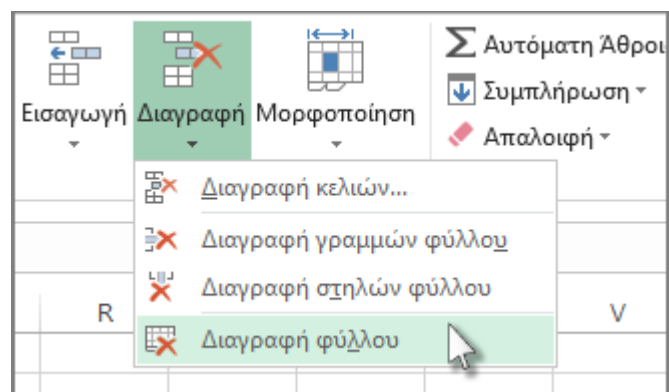 Εισαγωγή Διαγραφή Μορφοποίηση
Σ Αυτόματη Άθροι
Συμπλήρωση
Απαλοιφή
Διαγραφή κελιών...
Διαγραφή γραμμών φύλλου
Διαγραφή στηλών φύλλου
Διαγραφή φύλλου
R V